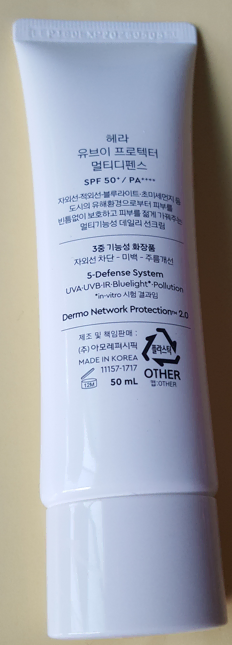 헤라
유브이 프로텍터
멀티디펜스
SPF 50+ / PA++++
자외선·적외선·블루라이트·초미세먼지 등
도시의 유해환경으로부터 피부를
빈틈없이 보호하고 피부를 젊게 가꿔주는
멀티기능성 데일리 선크림
3중 기능성 화장품
자외선 차단 - 미백 - 주름개선
5-Defense System
UVA·UVB·IR·Bluelight*·Pollution
*in-vitro 시험 결과임
Dermo Network Protection™ 2.0
제조 및 책임판매 :
(주)아모레퍼시픽
MADE IN KOREA
11157-1717
12M
50 mL
플라스틱
OTHER
캡:OTHER